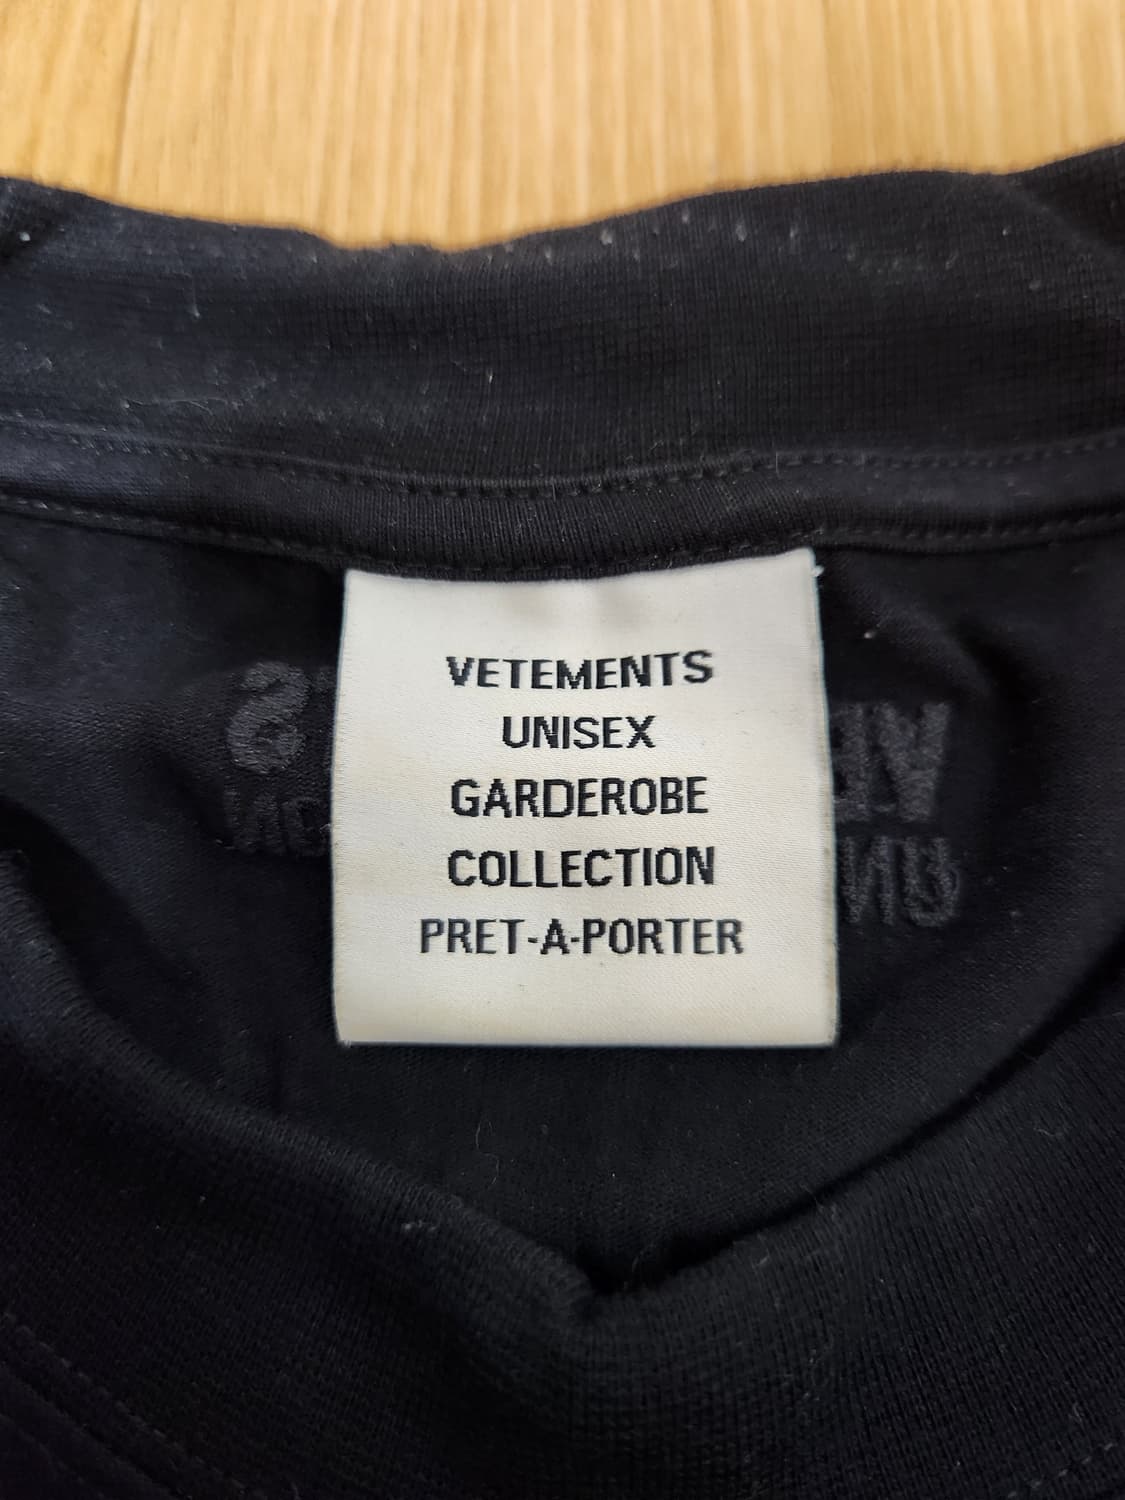 VETEMENTS
UNISEX
GARDEROBE
COLLECTION
PRET-A-PORTER